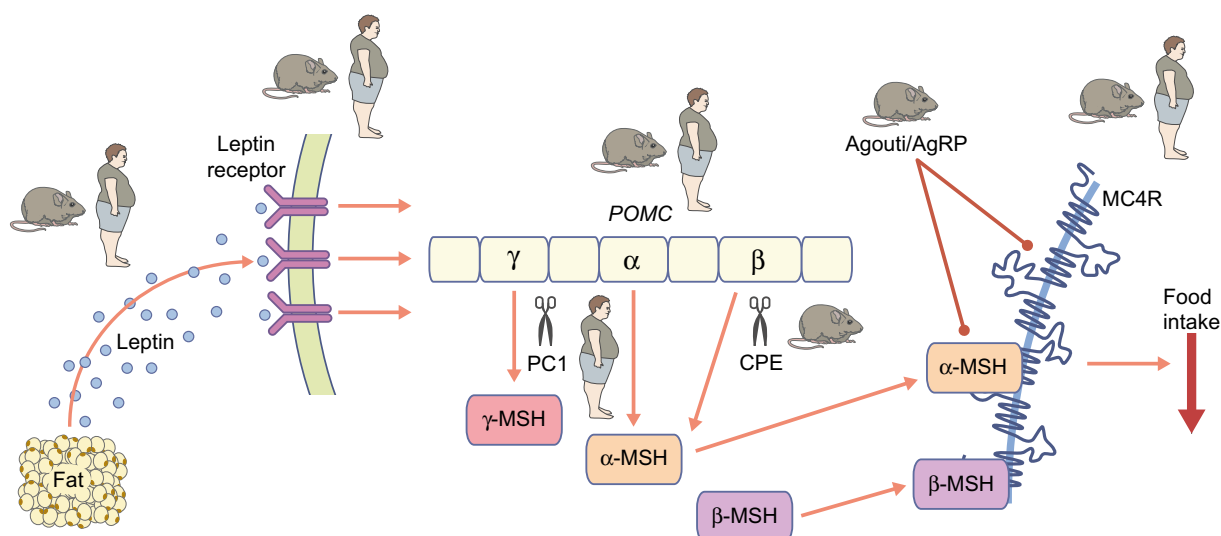 Leptin
receptor
Agouti/AgRP
MC4R
POMC
γ
α
β
Food
intake
Leptin
PC1
CPE
α-MSH
γ-MSH
α-MSH
Fat
β-MSH
β-MSH